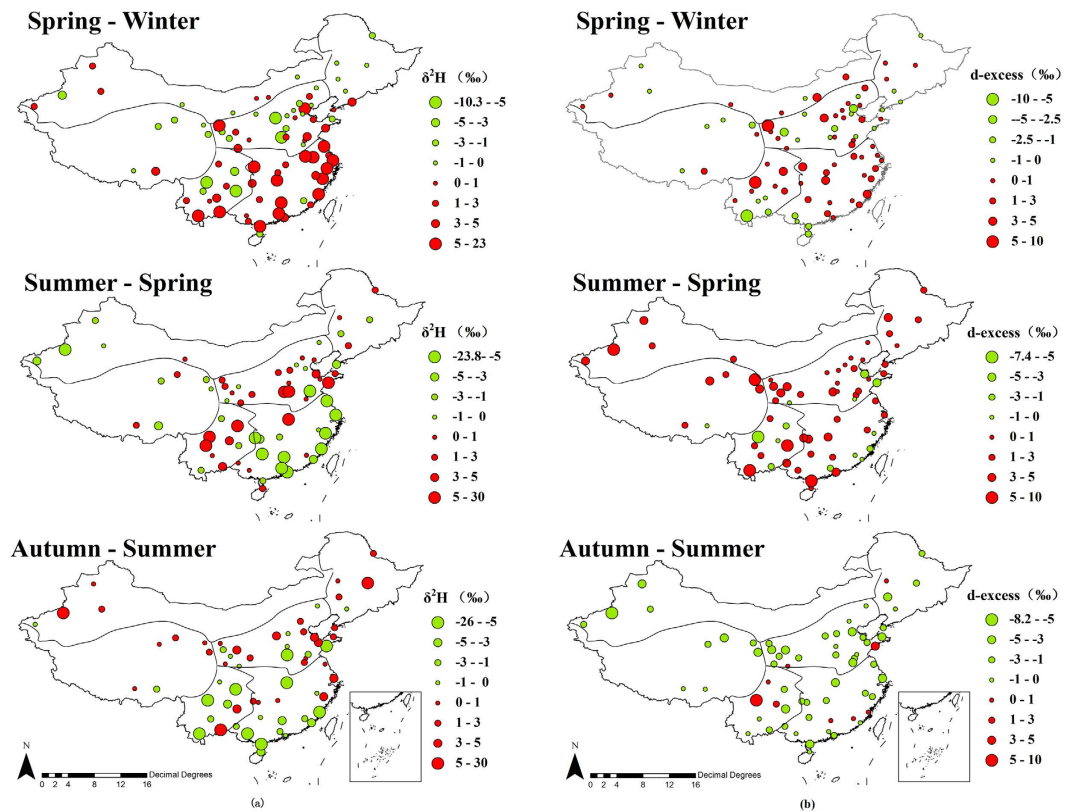 Spring - Winter
δ²H （‰）
-10.3 - -5
-5 - -3
-3 - -1
-1 - 0
0 - 1
1 - 3
3 - 5
5 - 23
Spring - Winter
d-excess （‰）
-10 - -5
--5 - -2.5
-2.5 - -1
-1 - 0
0 - 1
1 - 3
3 - 5
5 - 10
Summer - Spring
δ²H （‰）
-23.8 - -5
-5 - -3
-3 - -1
-1 - 0
0 - 1
1 - 3
3 - 5
5 - 30
Summer - Spring
d-excess （‰）
-7.4 - -5
-5 - -3
-3 - -1
-1 - 0
0 - 1
1 - 3
3 - 5
5 - 10
Autumn - Summer
δ²H （‰）
-26 - -5
-5 - -3
-3 - -1
-1 - 0
0 - 1
1 - 3
3 - 5
5 - 30
N
0 2 4 8 12 16
Decimal Degrees
(a)
Autumn - Summer
d-excess （‰）
-8.2 - -5
-5 - -3
-3 - -1
-1 - 0
0 - 1
1 - 3
3 - 5
5 - 10
N
0 2 4 8 12 16
Decimal Degrees
(b)